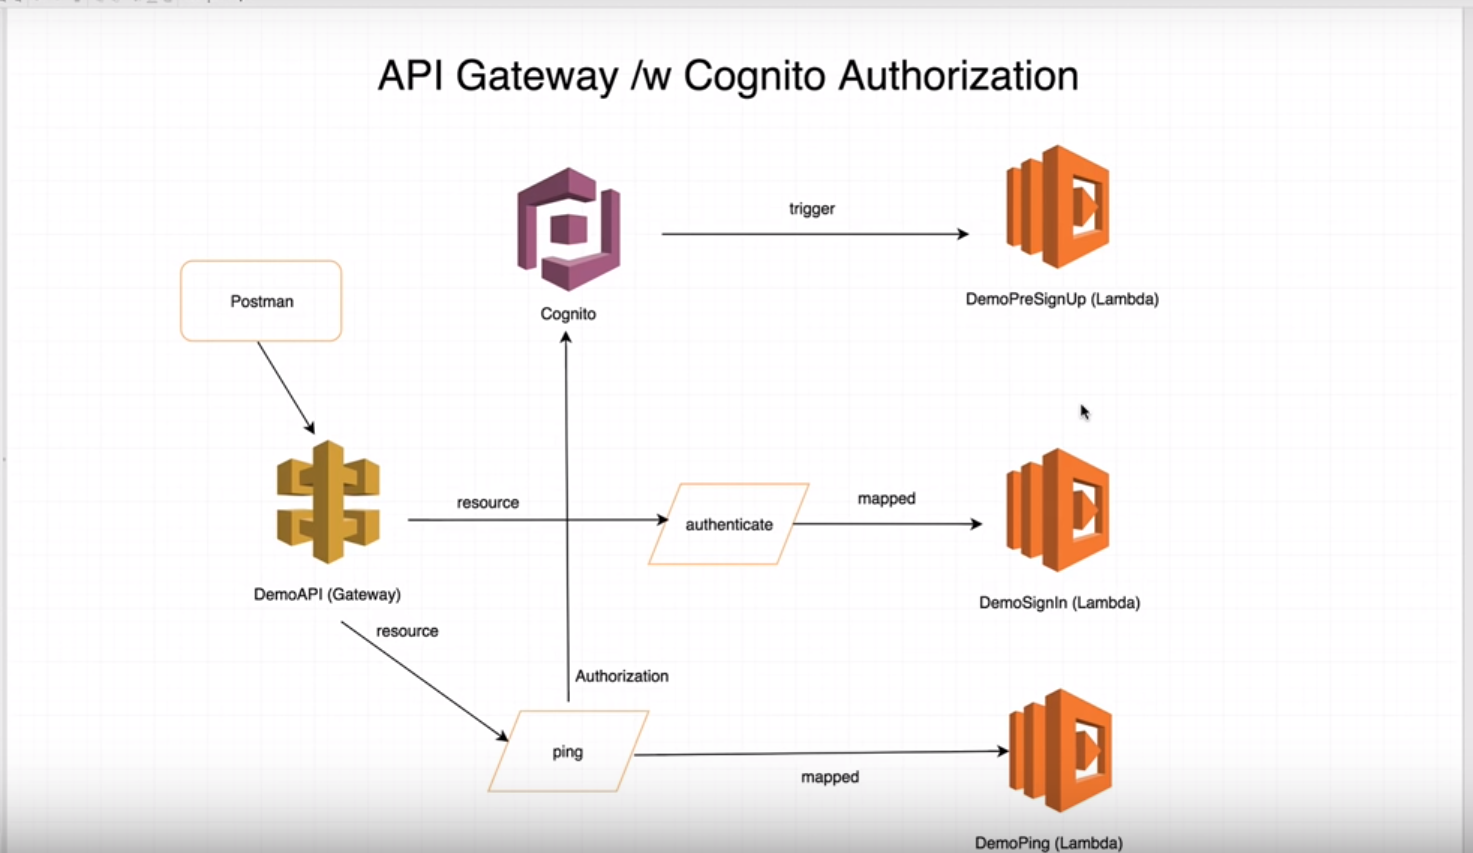 API Gateway /w Cognito Authorization
trigger
Postman
Cognito
DemoPreSignUp (Lambda)
resource
mapped
authenticate
DemoAPI (Gateway)
DemoSignIn (Lambda)
resource
Authorization
ping
mapped
DemoPing (Lambda)